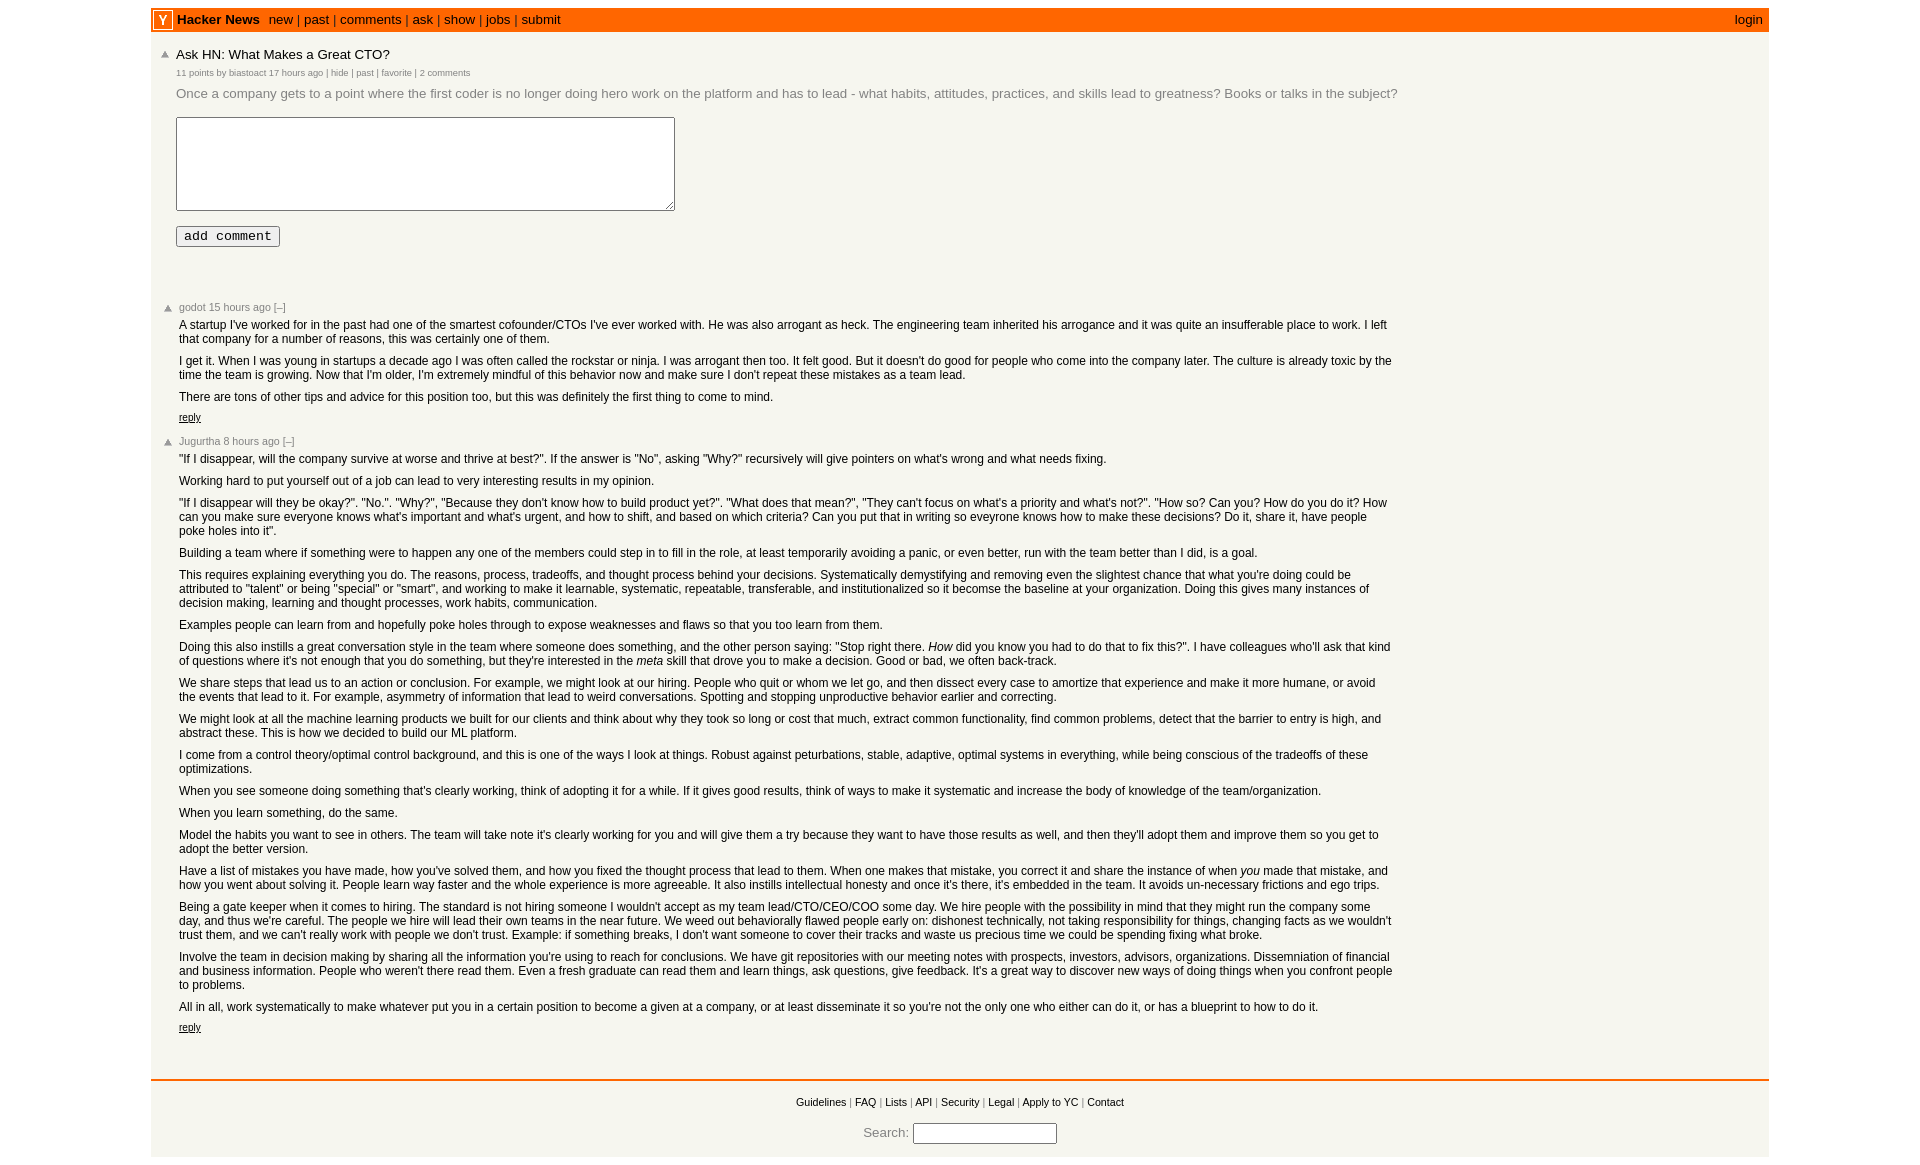 Y Hacker News new | past | comments | ask | show | jobs | submit login
Ask HN: What Makes a Great CTO?
11 points by biastoact 17 hours ago | hide | past | favorite | 2 comments
Once a company gets to a point where the first coder is no longer doing hero work on the platform and has to lead - what habits, attitudes, practices, and skills lead to greatness? Books or talks in the subject?
add comment
godot 15 hours ago [–]
A startup I've worked for in the past had one of the smartest cofounder/CTOs I've ever worked with. He was also arrogant as heck. The engineering team inherited his arrogance and it was quite an insufferable place to work. I left
that company for a number of reasons, this was certainly one of them.
I get it. When I was young in startups a decade ago I was often called the rockstar or ninja. I was arrogant then too. It felt good. But it doesn't do good for people who come into the company later. The culture is already toxic by the
time the team is growing. Now that I'm older, I'm extremely mindful of this behavior now and make sure I don't repeat these mistakes as a team lead.
There are tons of other tips and advice for this position too, but this was definitely the first thing to come to mind.
reply
Jugurtha 8 hours ago [–]
"If I disappear, will the company survive at worse and thrive at best?". If the answer is "No", asking "Why?" recursively will give pointers on what's wrong and what needs fixing.
Working hard to put yourself out of a job can lead to very interesting results in my opinion.
"If I disappear will they be okay?". "No.". "Why?", "Because they don't know how to build product yet?". "What does that mean?", "They can't focus on what's a priority and what's not?". "How so? Can you? How do you do it? How
can you make sure everyone knows what's important and what's urgent, and how to shift, and based on which criteria? Can you put that in writing so eveyrone knows how to make these decisions? Do it, share it, have people
poke holes into it".
Building a team where if something were to happen any one of the members could step in to fill in the role, at least temporarily avoiding a panic, or even better, run with the team better than I did, is a goal.
This requires explaining everything you do. The reasons, process, tradeoffs, and thought process behind your decisions. Systematically demystifying and removing even the slightest chance that what you're doing could be
attributed to "talent" or being "special" or "smart", and working to make it learnable, systematic, repeatable, transferable, and institutionalized so it becomse the baseline at your organization. Doing this gives many instances of
decision making, learning and thought processes, work habits, communication.
Examples people can learn from and hopefully poke holes through to expose weaknesses and flaws so that you too learn from them.
Doing this also instills a great conversation style in the team where someone does something, and the other person saying: "Stop right there. How did you know you had to do that to fix this?". I have colleagues who'll ask that kind
of questions where it's not enough that you do something, but they're interested in the meta skill that drove you to make a decision. Good or bad, we often back-track.
We share steps that lead us to an action or conclusion. For example, we might look at our hiring. People who quit or whom we let go, and then dissect every case to amortize that experience and make it more humane, or avoid
the events that lead to it. For example, asymmetry of information that lead to weird conversations. Spotting and stopping unproductive behavior earlier and correcting.
We might look at all the machine learning products we built for our clients and think about why they took so long or cost that much, extract common functionality, find common problems, detect that the barrier to entry is high, and
abstract these. This is how we decided to build our ML platform.
I come from a control theory/optimal control background, and this is one of the ways I look at things. Robust against peturbations, stable, adaptive, optimal systems in everything, while being conscious of the tradeoffs of these
optimizations.
When you see someone doing something that's clearly working, think of adopting it for a while. If it gives good results, think of ways to make it systematic and increase the body of knowledge of the team/organization.
When you learn something, do the same.
Model the habits you want to see in others. The team will take note it's clearly working for you and will give them a try because they want to have those results as well, and then they'll adopt them and improve them so you get to
adopt the better version.
Have a list of mistakes you have made, how you've solved them, and how you fixed the thought process that lead to them. When one makes that mistake, you correct it and share the instance of when you made that mistake, and
how you went about solving it. People learn way faster and the whole experience is more agreeable. It also instills intellectual honesty and once it's there, it's embedded in the team. It avoids un-necessary frictions and ego trips.
Being a gate keeper when it comes to hiring. The standard is not hiring someone I wouldn't accept as my team lead/CTO/CEO/COO some day. We hire people with the possibility in mind that they might run the company some
day, and thus we're careful. The people we hire will lead their own teams in the near future. We weed out behaviorally flawed people early on: dishonest technically, not taking responsibility for things, changing facts as we wouldn't
trust them, and we can't really work with people we don't trust. Example: if something breaks, I don't want someone to cover their tracks and waste us precious time we could be spending fixing what broke.
Involve the team in decision making by sharing all the information you're using to reach for conclusions. We have git repositories with our meeting notes with prospects, investors, advisors, organizations. Dissemniation of financial
and business information. People who weren't there read them. Even a fresh graduate can read them and learn things, ask questions, give feedback. It's a great way to discover new ways of doing things when you confront people
to problems.
All in all, work systematically to make whatever put you in a certain position to become a given at a company, or at least disseminate it so you're not the only one who either can do it, or has a blueprint to how to do it.
reply
Guidelines | FAQ | Lists | API | Security | Legal | Apply to YC | Contact
Search: